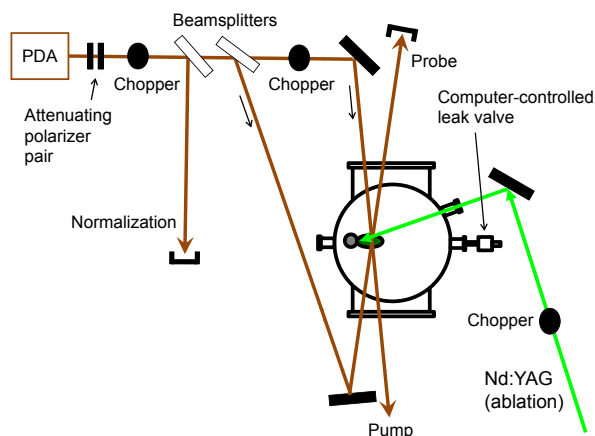 Beamsplitters
PDA
Chopper
Chopper
Probe
Attenuating
polarizer
pair
Computer-controlled
leak valve
Normalization
Chopper
Nd:YAG
(ablation)
Pump